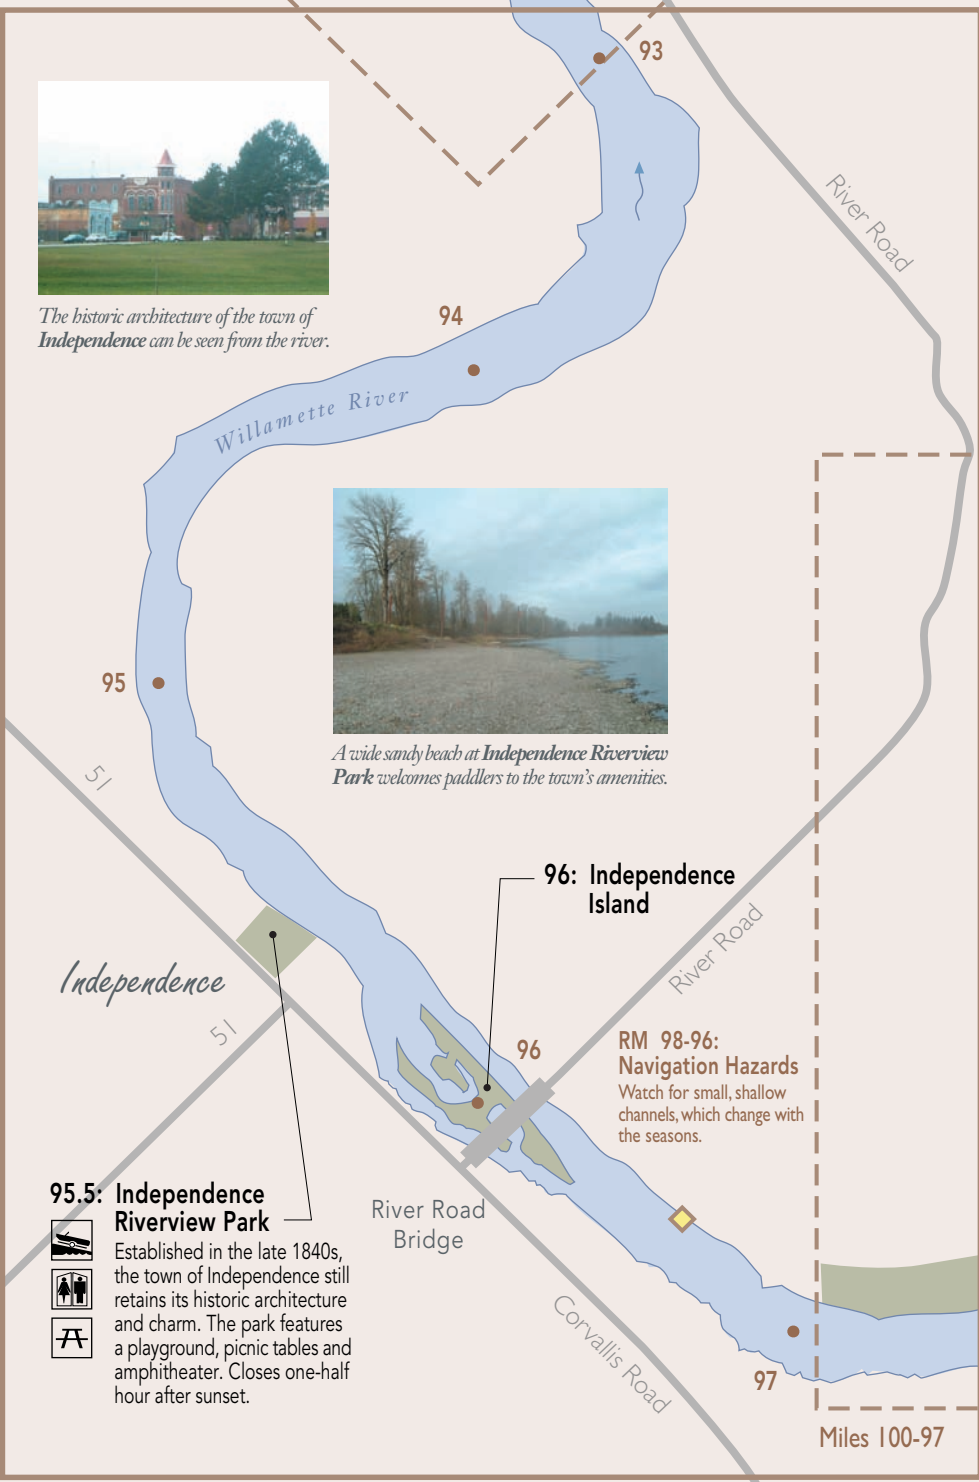 93
River Road
The historic architecture of the town of
Independence can be seen from the river.
94
Willamette River
95
A wide sandy beach at Independence Riverview
Park welcomes paddlers to the town's amenities.
51
96: Independence
Island
River Road
Independence
51
96
RM 98-96:
Navigation Hazards
Watch for small, shallow
channels, which change with
the seasons.
95.5: Independence
Riverview Park
Established in the late 1840s,
the town of Independence still
retains its historic architecture
and charm. The park features
a playground, picnic tables and
amphitheater. Closes one-half
hour after sunset.
River Road
Bridge
Corvallis Road
97
Miles 100-97